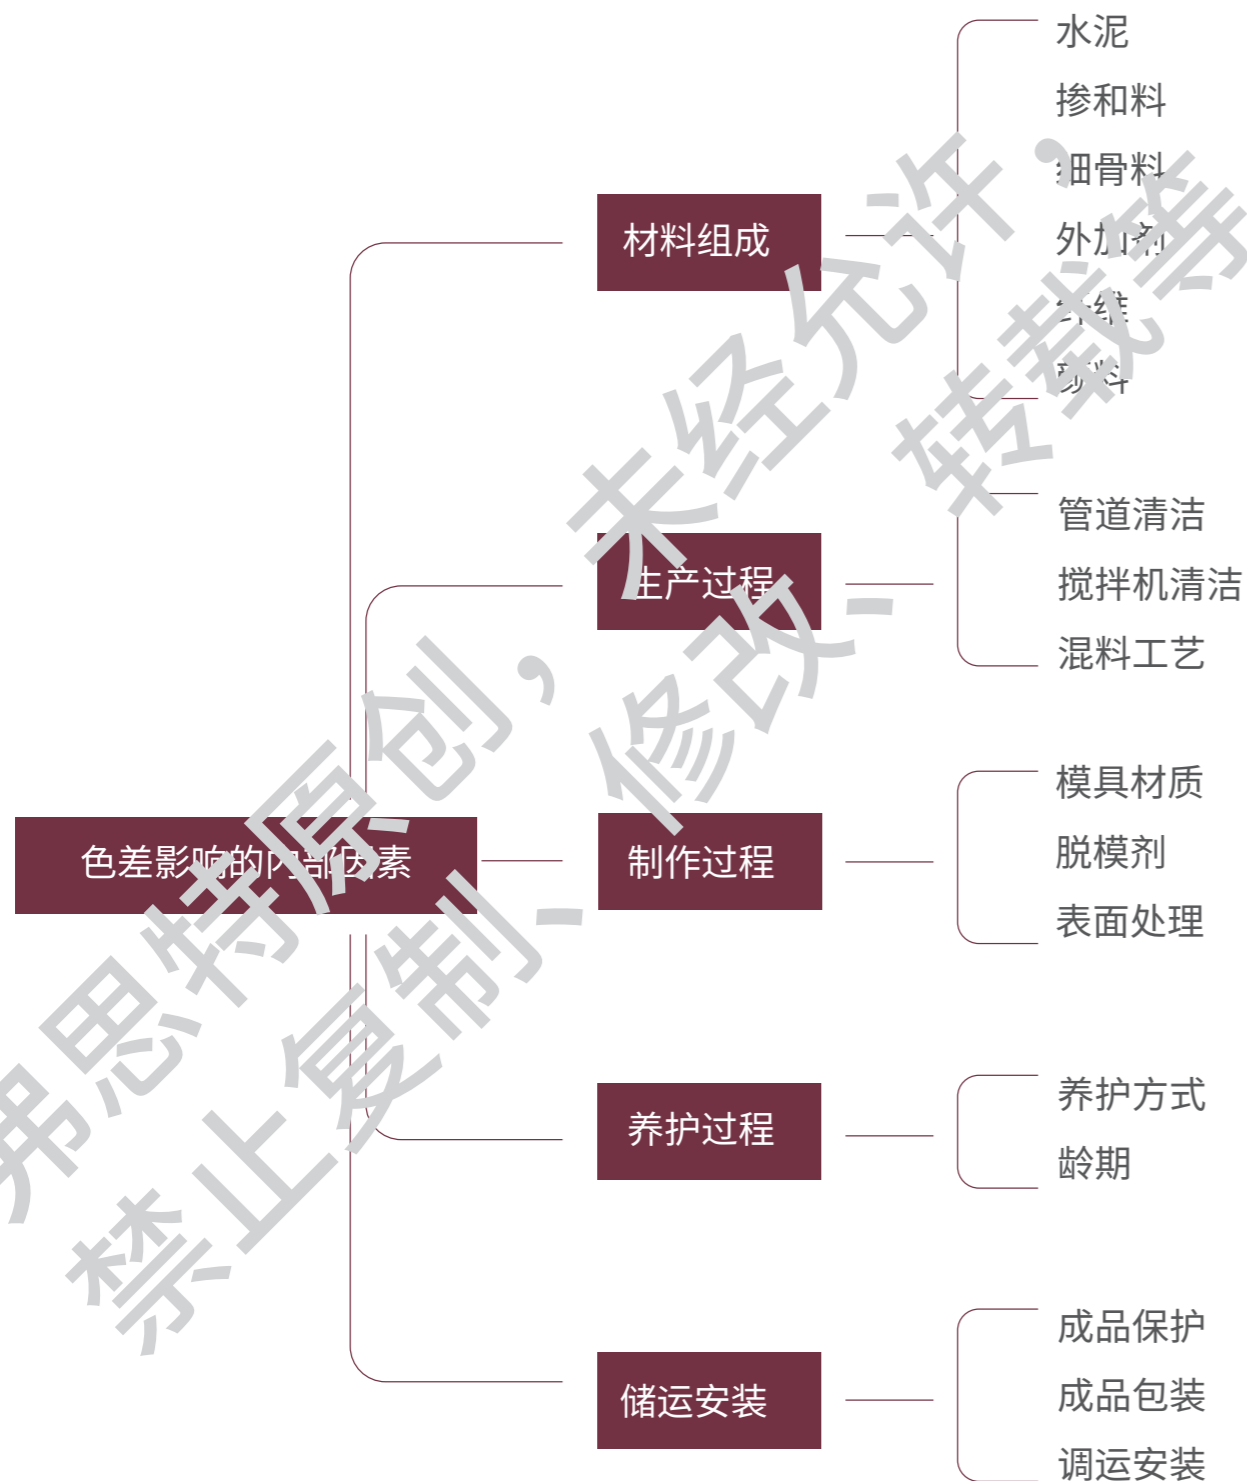 色差影响的内部因素
材料组成
水泥
掺和料
细骨料
外加剂
纤维
颜料
生产过程
管道清洁
搅拌机清洁
混料工艺
制作过程
模具材质
脱模剂
表面处理
养护过程
养护方式
龄期
储运安装
成品保护
成品包装
调运安装
弗思特原创，未经允许，
禁止复制、修改、转载等